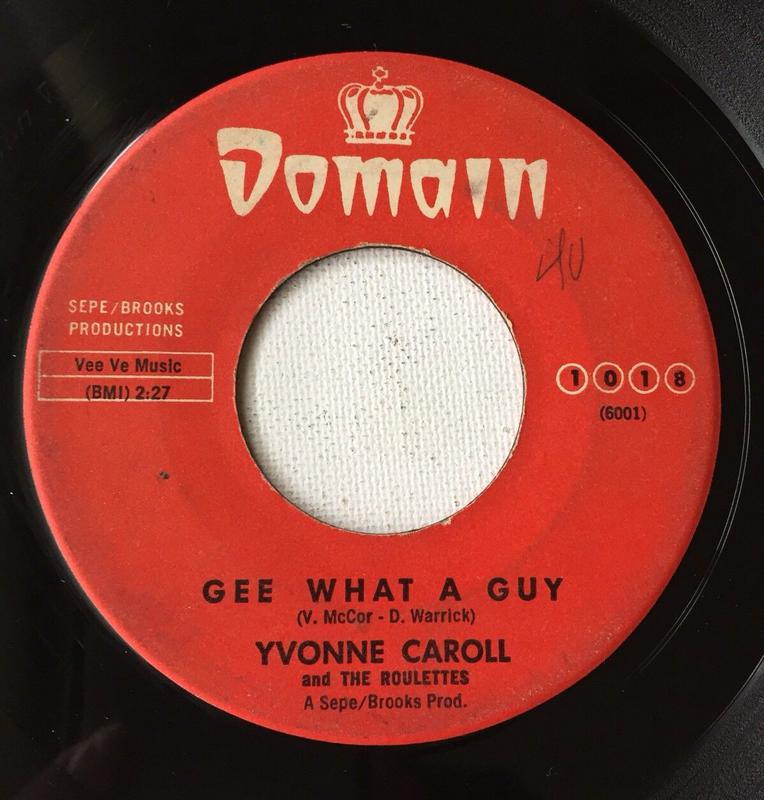 Domain
SEPE/BROOKS
PRODUCTIONS
Vee Ve Music
(BMI) 2:27
1018
(6001)
GEE WHAT A GUY
(V. McCor - D. Warrick)
YVONNE CAROLL
and THE ROULETTES
A Sepe/Brooks Prod.